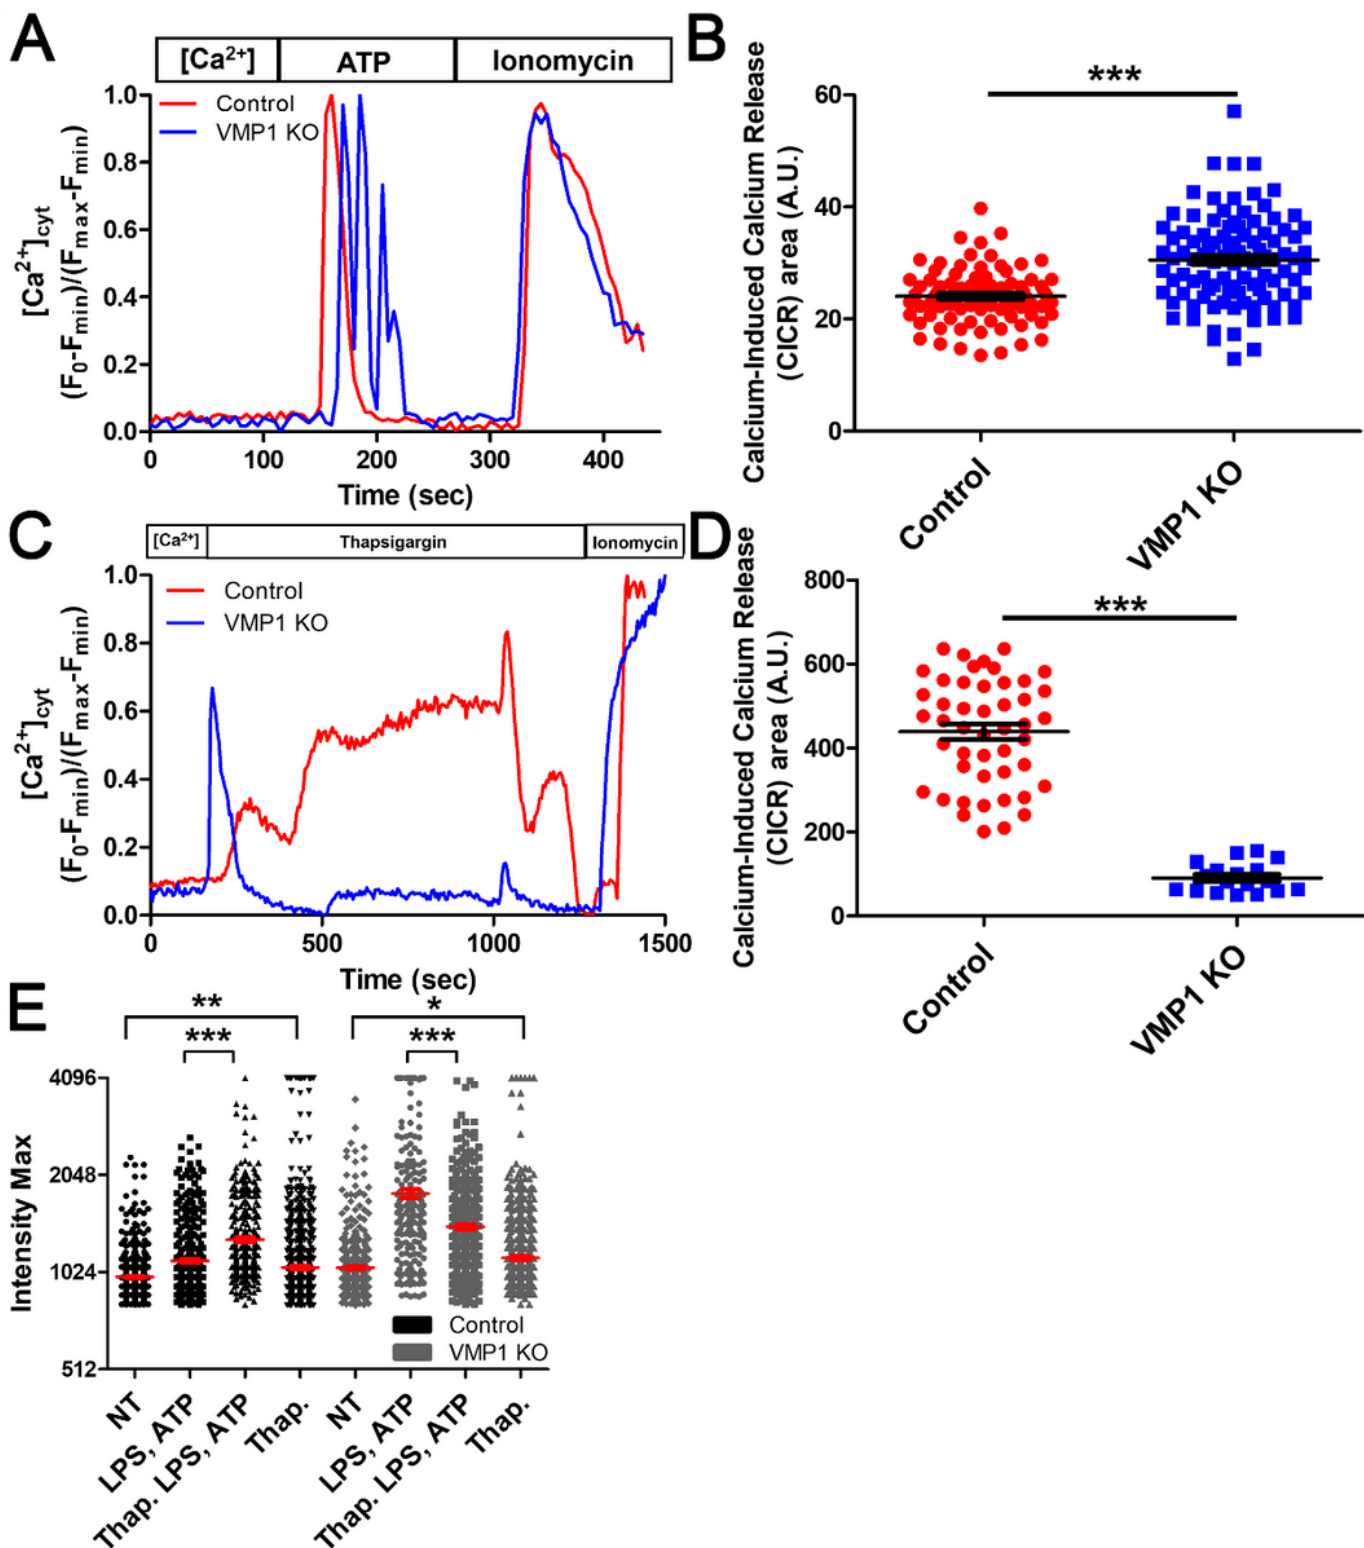 A
[Ca2+]
ATP
Ionomycin
Control
VMP1 KO
[Ca2+]cyt
(F0-Fmin)/(Fmax-Fmin)
1.0
0.8
0.6
0.4
0.2
0.0
0 100 200 300 400
Time (sec)
B
***
Calcium-Induced Calcium Release
(CICR) area (A.U.)
60
40
20
0
Control
VMP1 KO
C
[Ca2+]
Thapsigargin
Ionomycin
Control
VMP1 KO
[Ca2+]cyt
(F0-Fmin)/(Fmax-Fmin)
1.0
0.8
0.6
0.4
0.2
0.0
0 500 1000 1500
Time (sec)
D
***
Calcium-Induced Calcium Release
(CICR) area (A.U.)
800
600
400
200
0
Control
VMP1 KO
E
** *
*** ***
Intensity Max
4096
2048
1024
512
Control
VMP1 KO
NT
LPS, ATP
Thap. LPS, ATP
Thap.
NT
LPS, ATP
Thap. LPS, ATP
Thap.